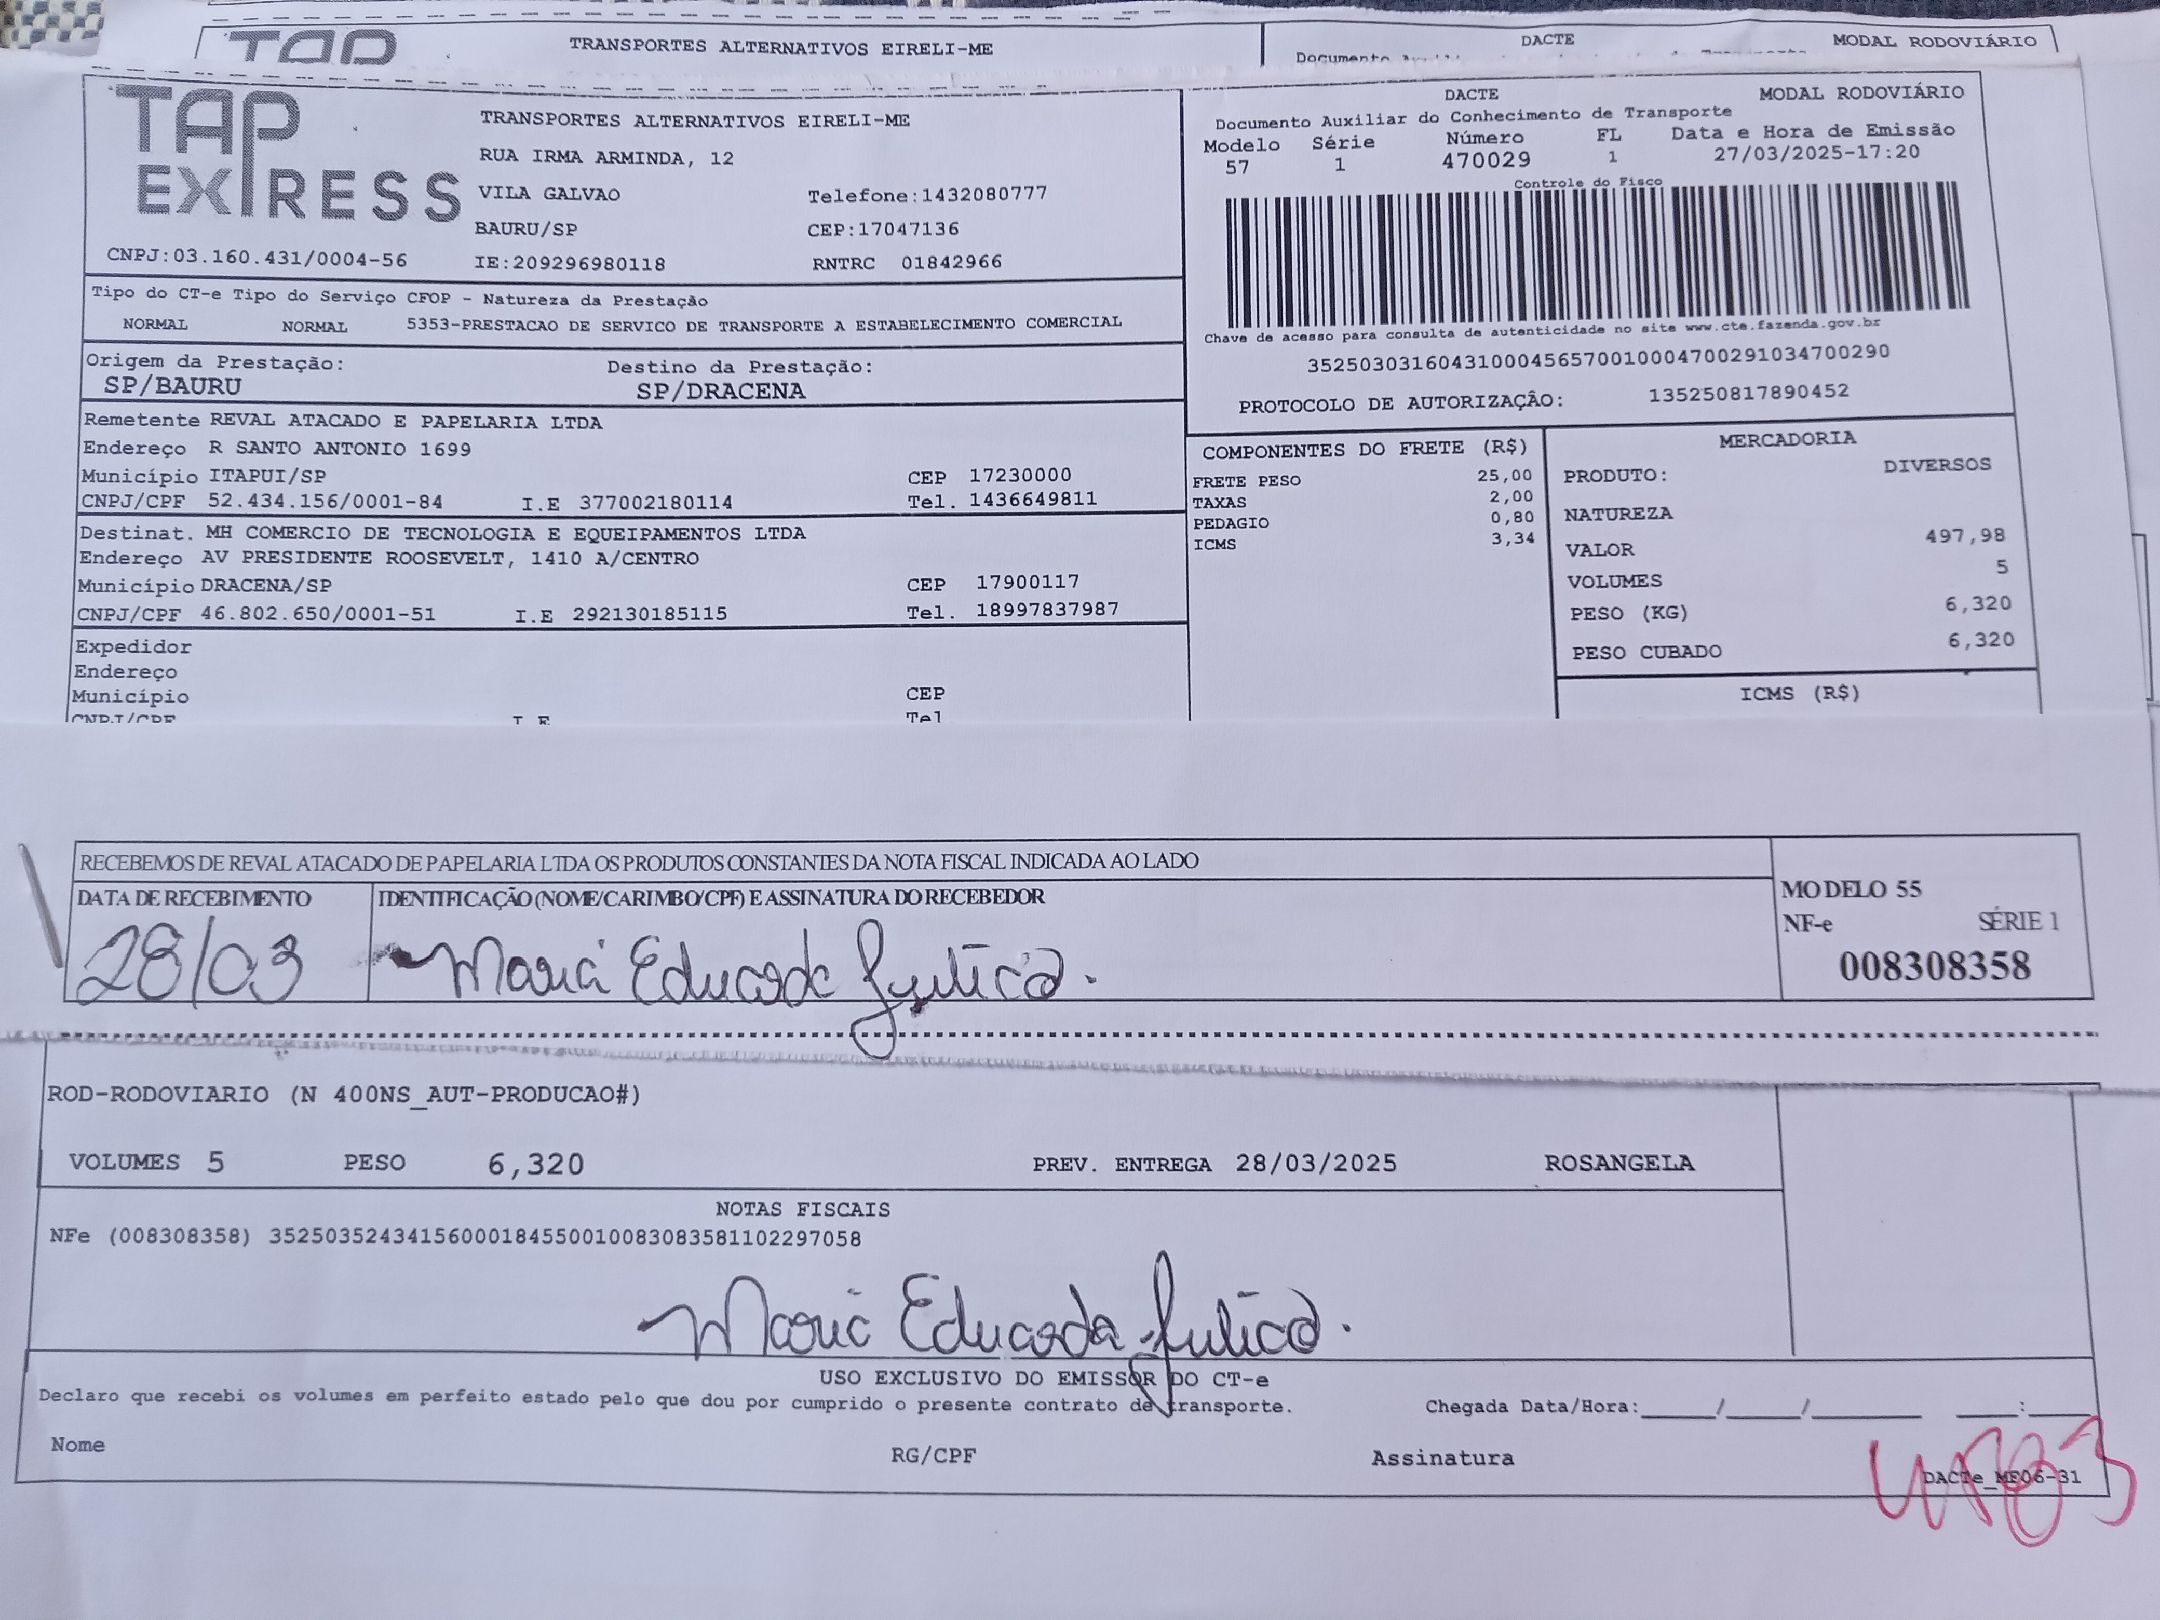 TAP
TRANSPORTES ALTERNATIVOS EIRELI-ME
DACTE
MODAL RODOVIÁRIO
Documento
TAP EXPRESS
TRANSPORTES ALTERNATIVOS EIRELI-ME
RUA IRMA ARMINDA, 12
VILA GALVAO Telefone:1432080777
BAURU/SP CEP:17047136
CNPJ:03.160.431/0004-56 IE:209296980118 RNTRC 01842966
DACTE MODAL RODOVIÁRIO
Documento Auxiliar do Conhecimento de Transporte
Modelo Série Número FL Data e Hora de Emissão
57 1 470029 1 27/03/2025-17:20
Controle do Fisco
Chave de acesso para consulta de autenticidade no site www.cte.fazenda.gov.br
35250303160431000456570010004700291034700290
PROTOCOLO DE AUTORIZAÇÃO: 135250817890452
Tipo do CT-e Tipo do Serviço CFOP - Natureza da Prestação
NORMAL NORMAL 5353-PRESTACAO DE SERVICO DE TRANSPORTE A ESTABELECIMENTO COMERCIAL
Origem da Prestação: Destino da Prestação:
SP/BAURU SP/DRACENA
Remetente REVAL ATACADO E PAPELARIA LTDA
Endereço R SANTO ANTONIO 1699
Município ITAPUI/SP CEP 17230000
CNPJ/CPF 52.434.156/0001-84 I.E 377002180114 Tel. 1436649811
Destinat. MH COMERCIO DE TECNOLOGIA E EQUEIPAMENTOS LTDA
Endereço AV PRESIDENTE ROOSEVELT, 1410 A/CENTRO
Município DRACENA/SP CEP 17900117
CNPJ/CPF 46.802.650/0001-51 I.E 292130185115 Tel. 18997837987
Expedidor
Endereço
Município CEP
CNPJ/CPF I E Tel
COMPONENTES DO FRETE (R$)
FRETE PESO 25,00
TAXAS 2,00
PEDAGIO 0,80
ICMS 3,34
MERCADORIA
PRODUTO: DIVERSOS
NATUREZA
VALOR 497,98
VOLUMES 5
PESO (KG) 6,320
PESO CUBADO 6,320
ICMS (R$)
RECEBEMOS DE REVAL ATACADO DE PAPELARIA LTDA OS PRODUTOS CONSTANTES DA NOTA FISCAL INDICADA AO LADO
DATA DE RECEBIMENTO IDENTIFICAÇÃO (NOME/CARIMBO/CPF) E ASSINATURA DO RECEBEDOR
28/03 Maria Eduarda
MODELO 55
NF-e SÉRIE 1
008308358
ROD-RODOVIARIO (N 400NS_AUT-PRODUCAO#)
VOLUMES 5 PESO 6,320 PREV. ENTREGA 28/03/2025 ROSANGELA
NOTAS FISCAIS
NFe (008308358) 35250352434156000184550010083083581102297058
Maria Eduarda
USO EXCLUSIVO DO EMISSOR DO CT-e
Declaro que recebi os volumes em perfeito estado pelo que dou por cumprido o presente contrato de transporte. Chegada Data/Hora:____/____/______ ____:____
Nome RG/CPF Assinatura
DACTe_MF06-31